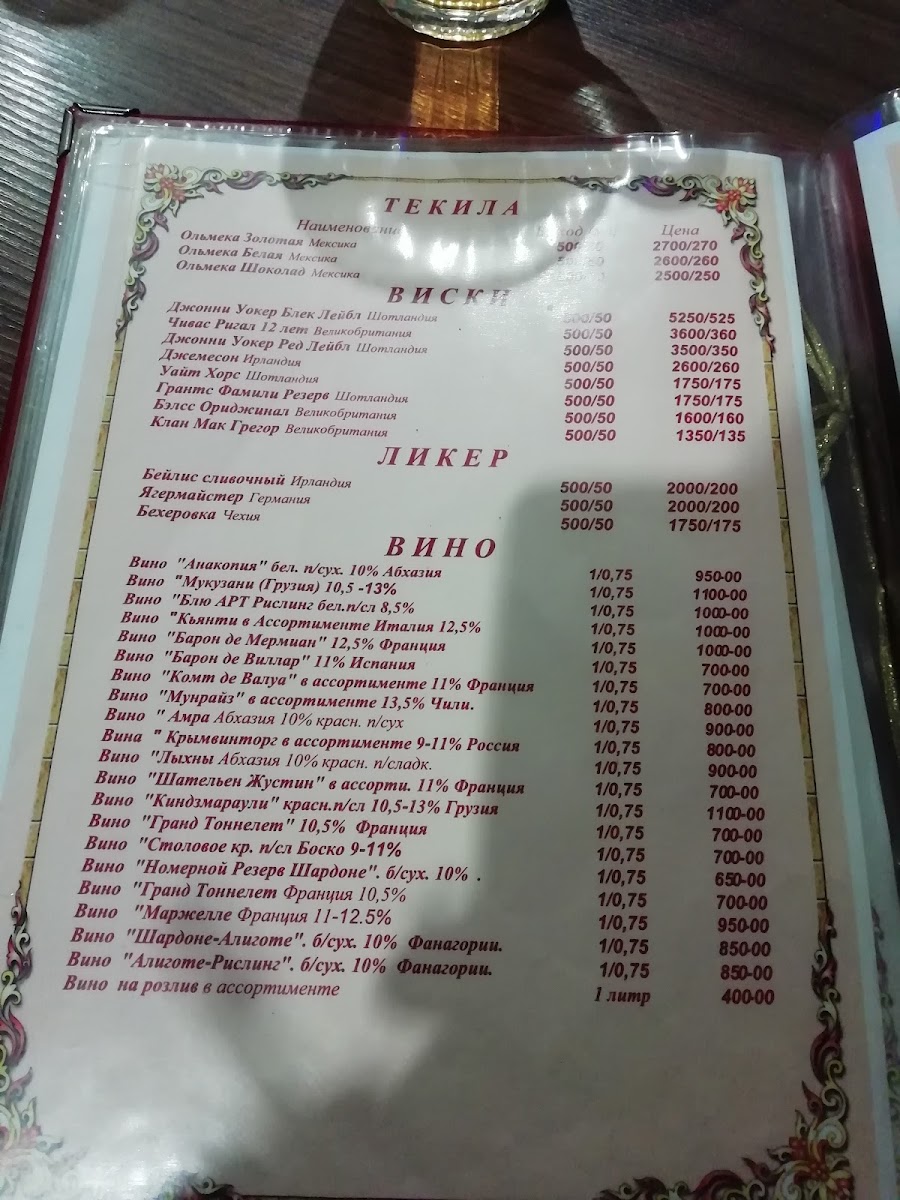 ТЕКИЛА
Наименование Цена
Ольмека Золотая Мексика 2700/270
Ольмека Белая Мексика 2600/260
Ольмека Шоколад Мексика 2500/250
ВИСКИ
Джонни Уокер Блек Лейбл Шотландия 500/50 5250/525
Чивас Ригал 12 лет Великобритания 500/50 3600/360
Джонни Уокер Ред Лейбл Шотландия 500/50 3500/350
Джемесон Ирландия 500/50 2600/260
Уайт Хорс Шотландия 500/50 1750/175
Грантс Фамили Резерв Шотландия 500/50 1750/175
Бэлсс Ориджинал Великобритания 500/50 1600/160
Клан Мак Грегор Великобритания 500/50 1350/135
ЛИКЕР
Бейлис сливочный Ирландия 500/50 2000/200
Ягермайстер Германия 500/50 2000/200
Бехеровка Чехия 500/50 1750/175
ВИНО
Вино "Анакопия" бел. п/сух. 10% Абхазия 1/0,75 950-00
Вино "Мукузани (Грузия) 10,5 -13% 1/0,75 1100-00
Вино "Блю АРТ Рислинг бел.п/сл 8,5% 1/0,75 1000-00
Вино "Кьянти в Ассортименте Италия 12,5% 1/0,75 1000-00
Вино "Барон де Мермиан" 12,5% Франция 1/0,75 1000-00
Вино "Барон де Виллар" 11% Испания 1/0,75 700-00
Вино "Комт де Валуа" в ассортименте 11% Франция 1/0,75 700-00
Вино "Мунрайз" в ассортименте 13,5% Чили. 1/0,75 800-00
Вино " Амра Абхазия 10% красн. п/сух 1/0,75 900-00
Вина " Крымвинторг в ассортименте 9-11% Россия 1/0,75 800-00
Вино "Лыхны Абхазия 10% красн. п/сладк. 1/0,75 900-00
Вино "Шательен Жустин" в ассорти. 11% Франция 1/0,75 700-00
Вино "Киндзмараули" красн.п/сл 10,5-13% Грузия 1/0,75 1100-00
Вино "Гранд Тоннелет" 10,5% Франция 1/0,75 700-00
Вино "Столовое кр. п/сл Боско 9-11% 1/0,75 700-00
Вино "Номерной Резерв Шардоне". б/сух. 10% . 1/0,75 650-00
Вино "Гранд Тоннелет Франция 10,5% 1/0,75 700-00
Вино "Маржелле Франция 11-12.5% 1/0,75 950-00
Вино "Шардоне-Алиготе". б/сух. 10% Фанагории. 1/0,75 850-00
Вино "Алиготе-Рислинг". б/сух. 10% Фанагории. 1/0,75 850-00
Вино на розлив в ассортименте 1 литр 400-00